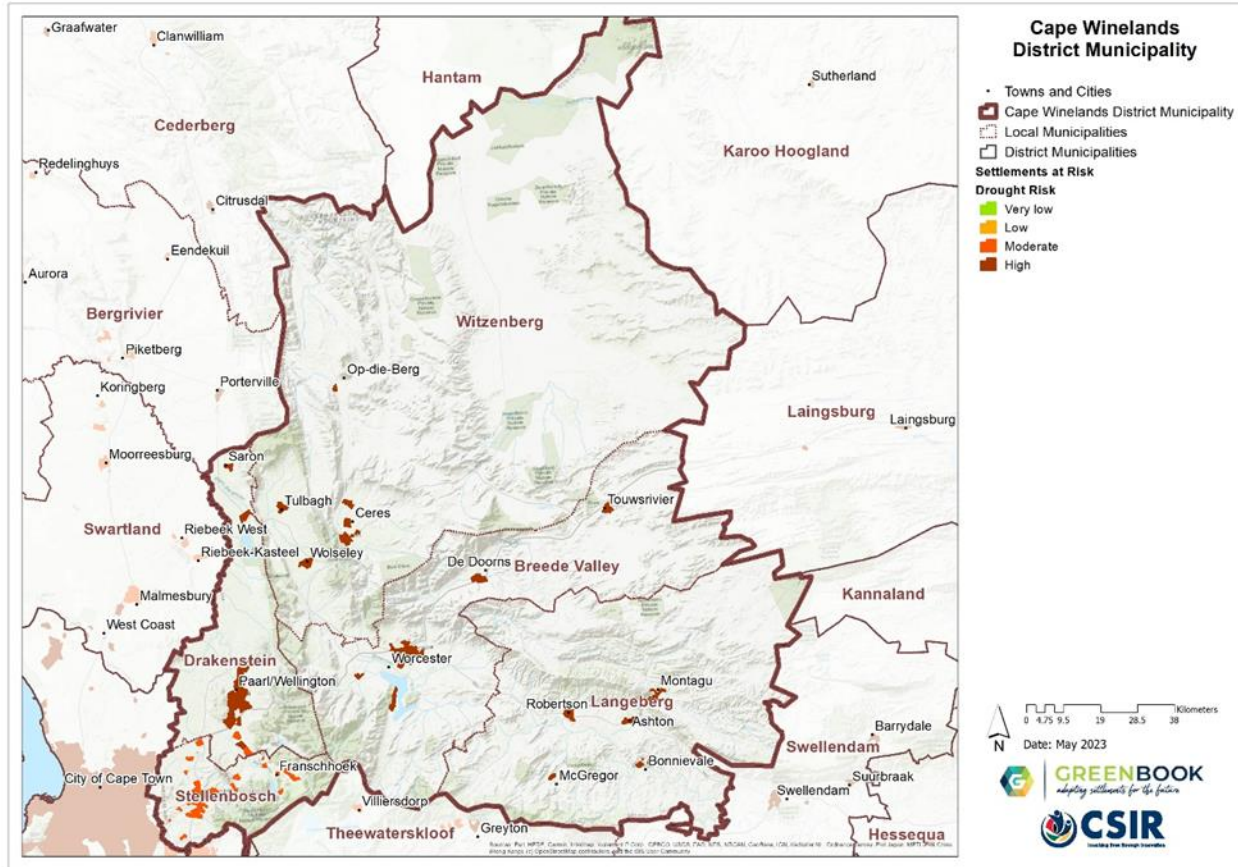 Cape Winelands
District Municipality
Towns and Cities
Cape Winelands District Municipality
Local Municipalities
District Municipalities
Settlements at Risk
Drought Risk
Very low
Low
Moderate
High
Graafwater
Clanwilliam
Hantam
Sutherland
Cederberg
Karoo Hoogland
Redelinghuys
Citrusdal
Eendekuil
Aurora
Bergrivier
Witzenberg
Piketberg
Op-die-Berg
Koringberg
Porterville
Laingsburg
Laingsburg
Moorreesburg
Saron
Tulbagh
Touwsrivier
Ceres
Swartland
Riebeek West
Riebeek-Kasteel
Wolseley
De Doorns
Breede Valley
Malmesbury
Kannaland
West Coast
Drakenstein
Worcester
Paarl/Wellington
Montagu
Robertson
Langeberg
Ashton
Barrydale
Swellendam
Bonnievale
City of Cape Town
Franschhoek
McGregor
Suurbraak
Stellenbosch
Swellendam
Villiersdorp
Theewaterskloof
Greyton
Hessequa
Kilometers
0 4.75 9.5 19 28.5 38
N
Date: May 2023
G
GREENBOOK
adapting settlements for the future
CSIR